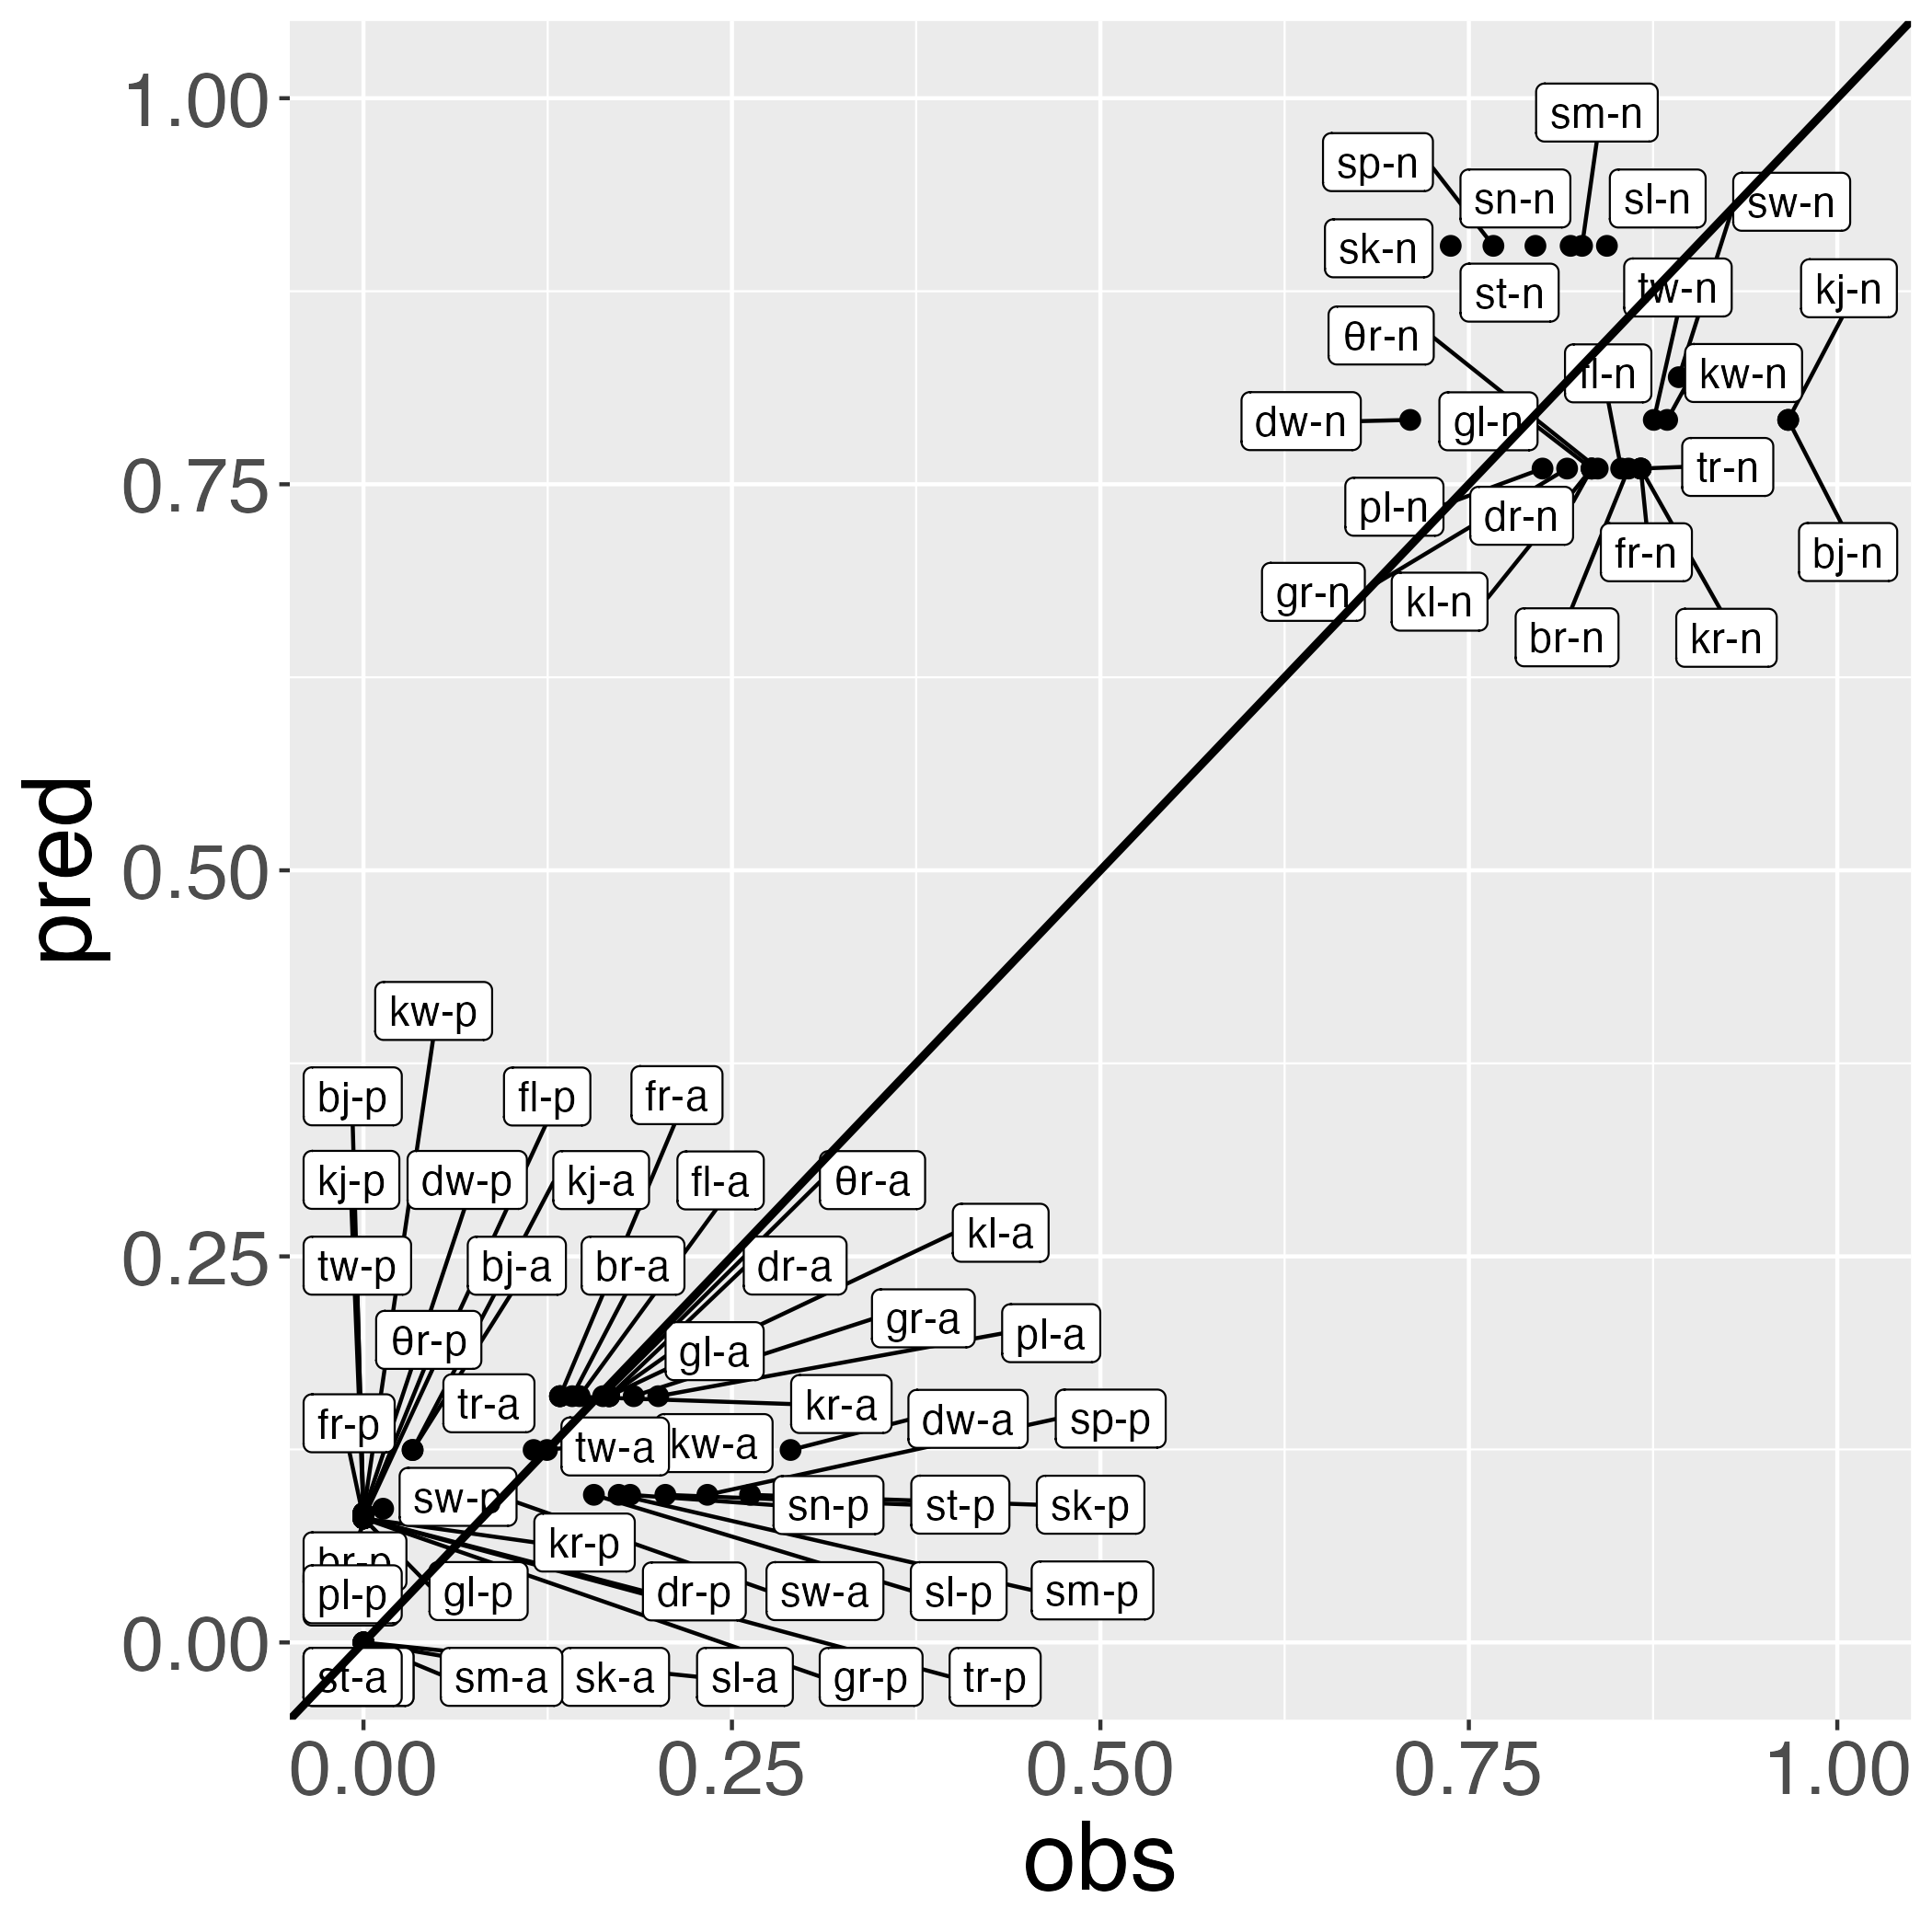 1.00
sm-n
sp-n
sn-n
sl-n
sw-n
sk-n
st-n
tw-n
kj-n
θr-n
fl-n
kw-n
dw-n
gl-n
0.75
tr-n
pl-n
dr-n
fr-n
bj-n
gr-n
kl-n
br-n
kr-n
pred
0.50
kw-p
bj-p
fl-p
fr-a
kj-p
dw-p
kj-a
fl-a
θr-a
kl-a
0.25
tw-p
bj-a
br-a
dr-a
θr-p
gl-a
gr-a
pl-a
fr-p
tr-a
kr-a
dw-a
sp-p
tw-a
kw-a
sw-p
sn-p
st-p
sk-p
kr-p
br-p
pl-p
gl-p
dr-p
sw-a
sl-p
sm-p
0.00
st-a
sm-a
sk-a
sl-a
gr-p
tr-p
0.00
0.25
0.50
0.75
1.00
obs